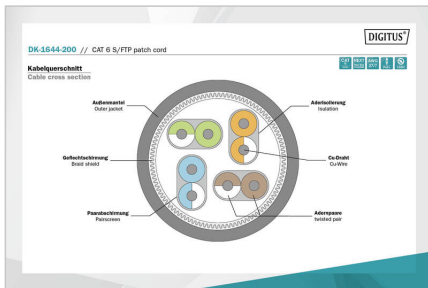 DIGITUS®
DK-1644-200 // CAT 6 S/FTP patch cord
Kabelquerschnitt
Cable cross section
Außenmantel
Outer jacket
Aderisolierung
Isolation
Geflechtschirmung
Braid shield
Cu-Draht
Cu-Wire
Paarabschirmung
Pairscreen
Adernpaare
twisted pair